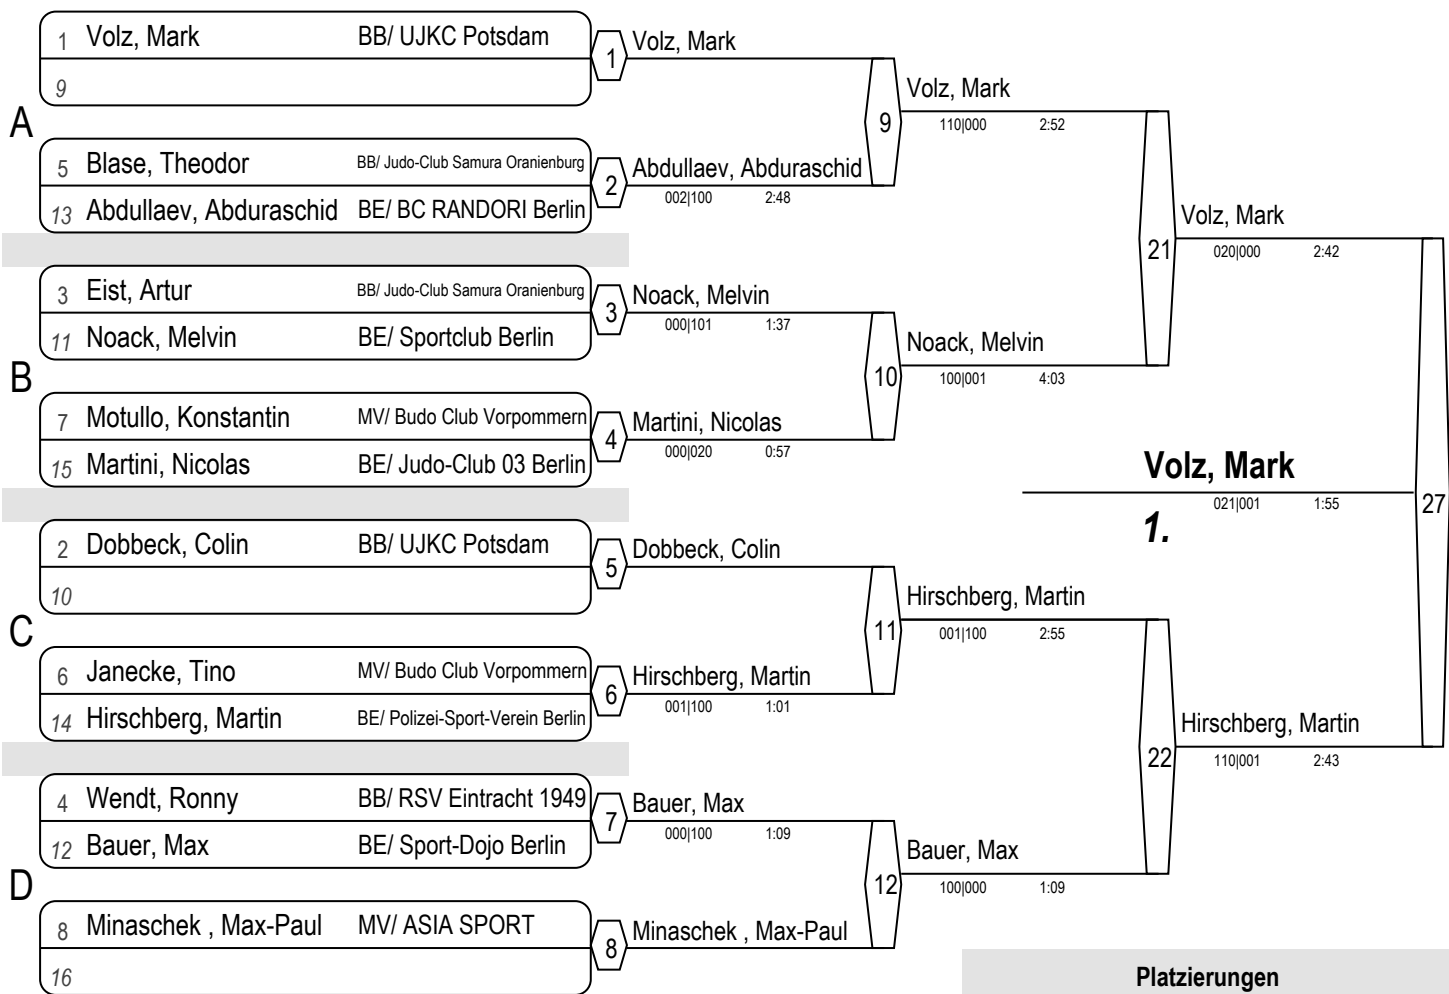 1 Volz, Mark BB/ UJKC Potsdam
9
1
Volz, Mark
A
5 Blase, Theodor BB/ Judo-Club Samura Oranienburg
13 Abdullaev, Abduraschid BE/ BC RANDORI Berlin
2
Abdullaev, Abduraschid
002|100 2:48
9
Volz, Mark
110|000 2:52
3 Eist, Artur BB/ Judo-Club Samura Oranienburg
11 Noack, Melvin BE/ Sportclub Berlin
3
Noack, Melvin
000|101 1:37
B
7 Motullo, Konstantin MV/ Budo Club Vorpommern
15 Martini, Nicolas BE/ Judo-Club 03 Berlin
4
Martini, Nicolas
000|020 0:57
10
Noack, Melvin
100|001 4:03
21
Volz, Mark
020|000 2:42
2 Dobbeck, Colin BB/ UJKC Potsdam
10
5
Dobbeck, Colin
C
6 Janecke, Tino MV/ Budo Club Vorpommern
14 Hirschberg, Martin BE/ Polizei-Sport-Verein Berlin
6
Hirschberg, Martin
001|100 1:01
11
Hirschberg, Martin
001|100 2:55
4 Wendt, Ronny BB/ RSV Eintracht 1949
12 Bauer, Max BE/ Sport-Dojo Berlin
7
Bauer, Max
000|100 1:09
D
8 Minaschek , Max-Paul MV/ ASIA SPORT
16
8
Minaschek , Max-Paul
12
Bauer, Max
100|000 1:09
22
Hirschberg, Martin
110|001 2:43
27
Volz, Mark
021|001 1:55
1.
Platzierungen